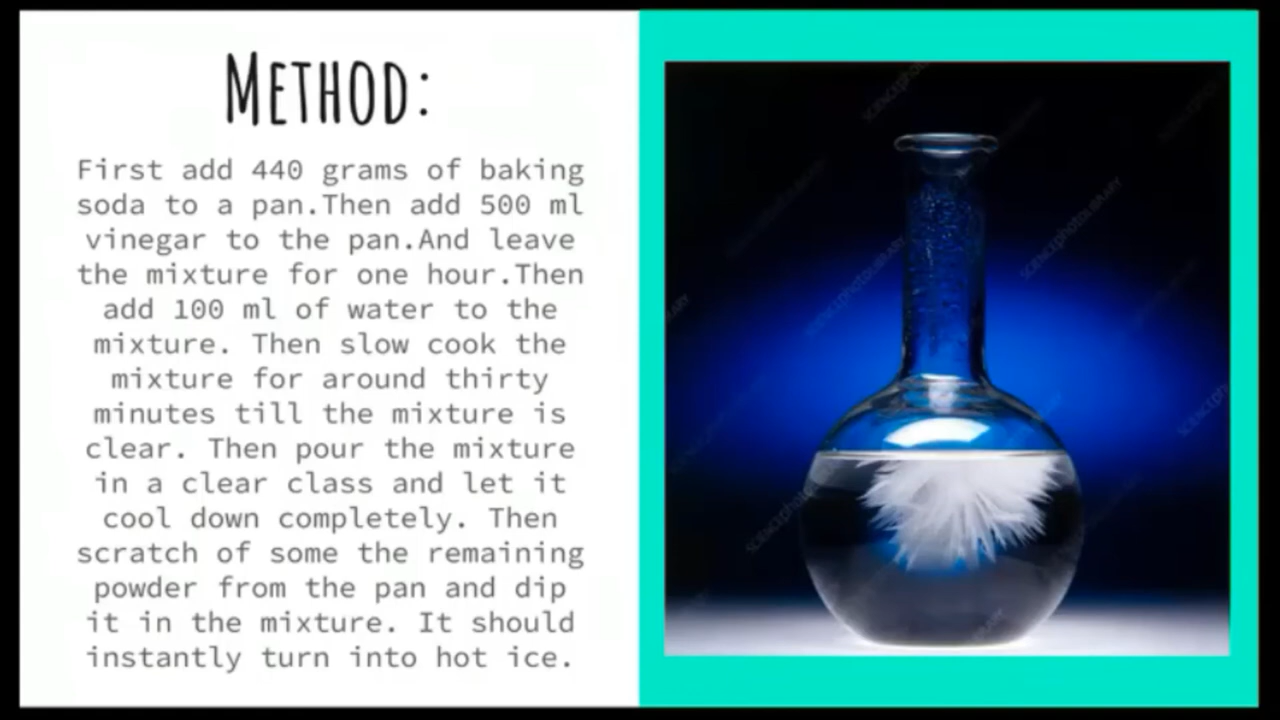 METHOD:
First add 440 grams of baking
soda to a pan.Then add 500 ml
vinegar to the pan.And leave
the mixture for one hour.Then
add 100 ml of water to the
mixture. Then slow cook the
mixture for around thirty
minutes till the mixture is
clear. Then pour the mixture
in a clear class and let it
cool down completely. Then
scratch of some the remaining
powder from the pan and dip
it in the mixture. It should
instantly turn into hot ice.
SCIENCEPHOTOLIBRARY